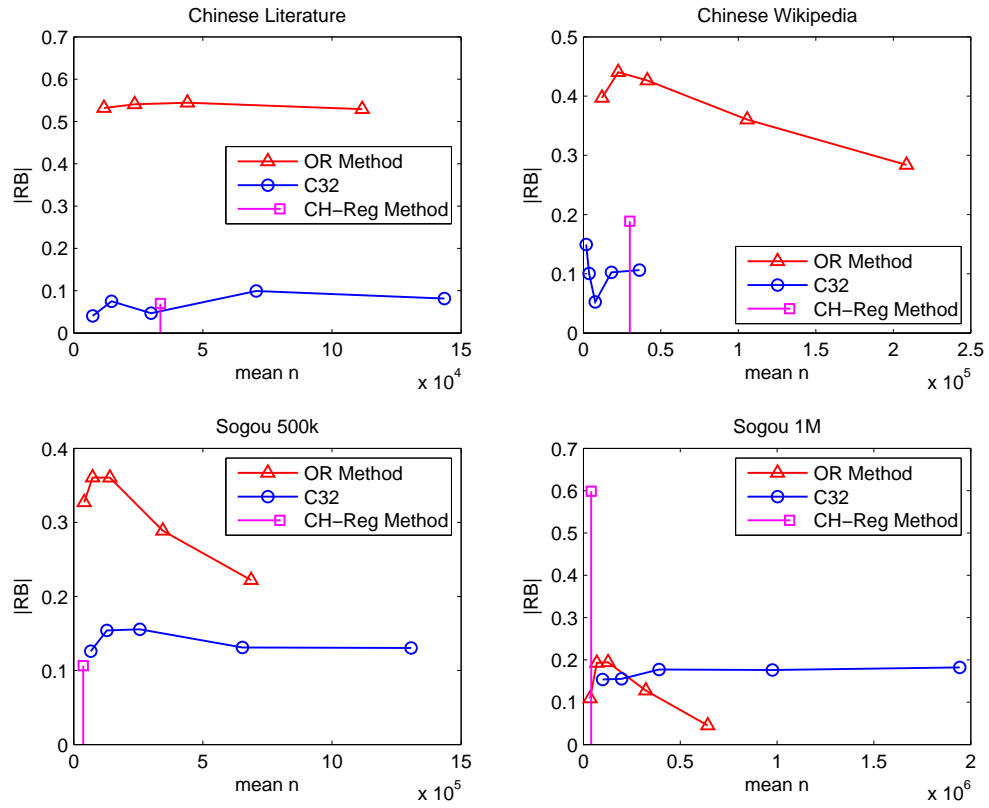 Chinese Literature
0.7
0.6
0.5
0.4
0.3
0.2
0.1
0
|RB|
OR Method
C32
CH−Reg Method
0
5
10
15
mean n
x 10^4
Chinese Wikipedia
0.5
0.4
0.3
0.2
0.1
0
|RB|
OR Method
C32
CH−Reg Method
0
0.5
1
1.5
2
2.5
mean n
x 10^5
Sogou 500k
0.4
0.3
0.2
0.1
0
|RB|
OR Method
C32
CH−Reg Method
0
5
10
15
mean n
x 10^5
Sogou 1M
0.7
0.6
0.5
0.4
0.3
0.2
0.1
0
|RB|
OR Method
C32
CH−Reg Method
0
0.5
1
1.5
2
mean n
x 10^6